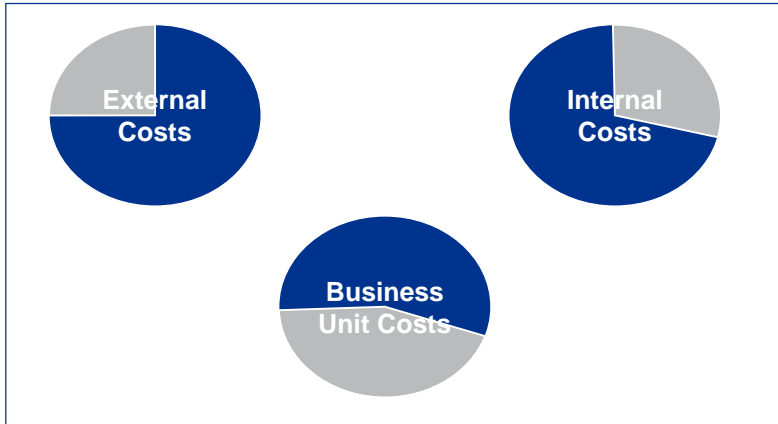 External
Costs
Internal
Costs
Business
Unit Costs